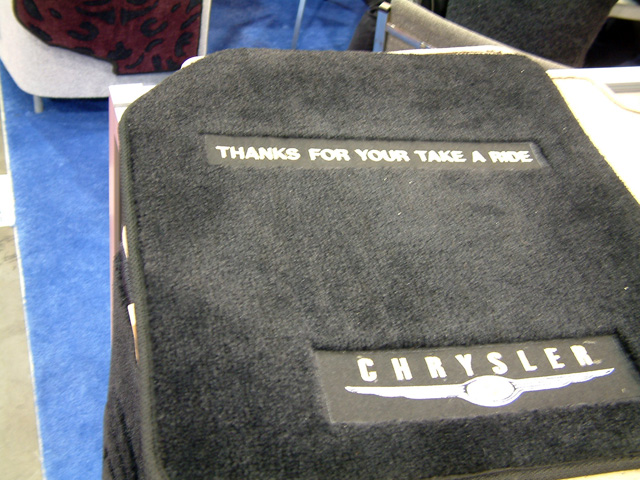 THANKS FOR YOUR TAKE A RIDE
CHRYSLER